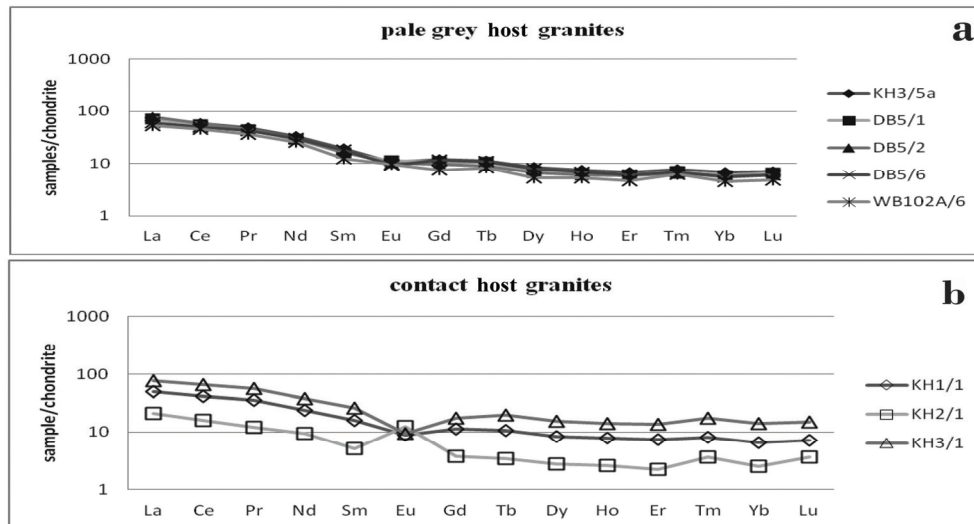 pale grey host granites
a
1000
100
10
1
samples/chondrite
La Ce Pr Nd Sm Eu Gd Tb Dy Ho Er Tm Yb Lu
KH3/5a
DB5/1
DB5/2
DB5/6
WB102A/6
contact host granites
b
1000
100
10
1
sample/chondrite
La Ce Pr Nd Sm Eu Gd Tb Dy Ho Er Tm Yb Lu
KH1/1
KH2/1
KH3/1